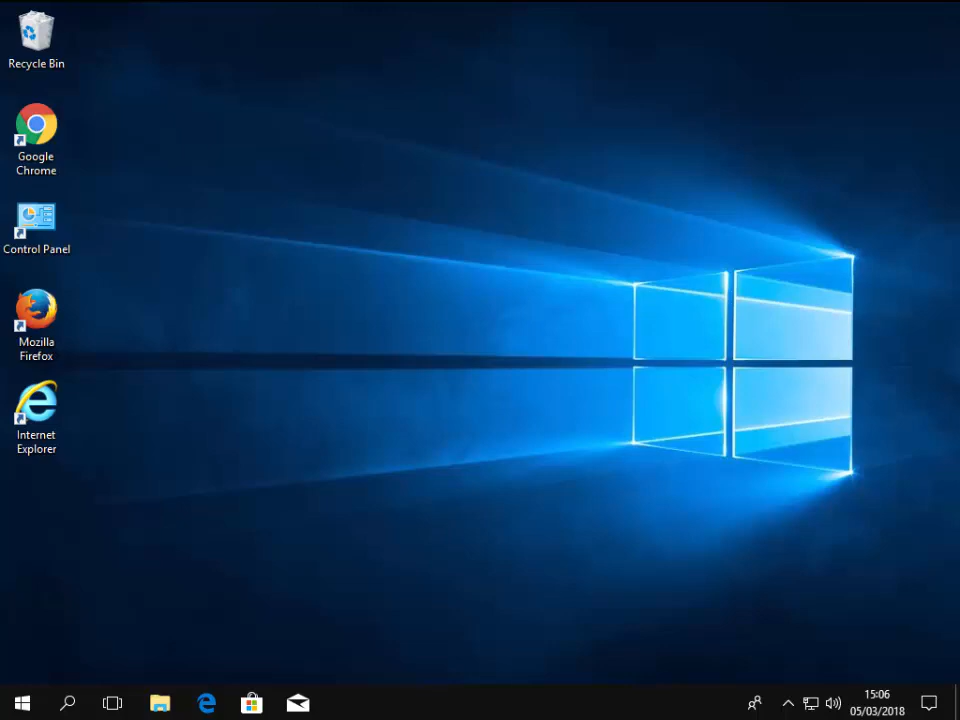 Recycle Bin
Google
Chrome
Control Panel
Mozilla
Firefox
Internet
Explorer
15:06
05/03/2018